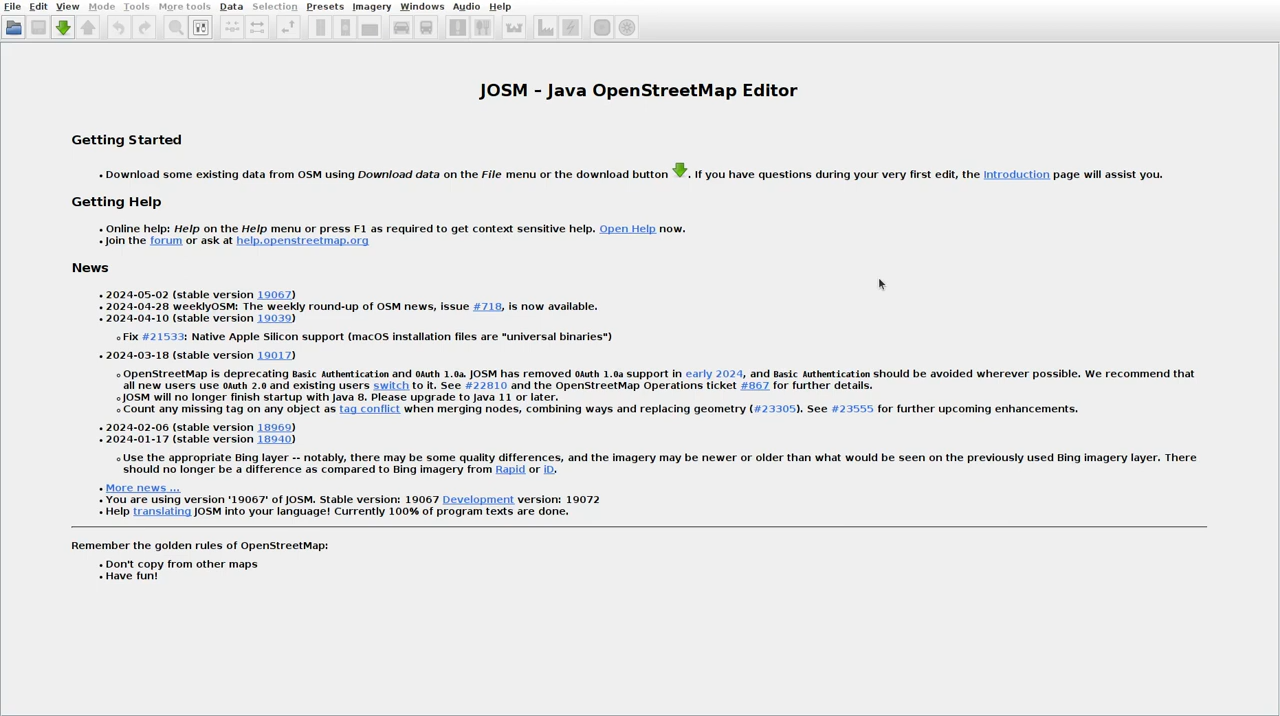 File Edit View Mode Tools More tools Data Selection Presets Imagery Windows Audio Help
JOSM – Java OpenStreetMap Editor
Getting Started
• Download some existing data from OSM using Download data on the File menu or the download button . If you have questions during your very first edit, the Introduction page will assist you.
Getting Help
• Online help: Help on the Help menu or press F1 as required to get context sensitive help. Open Help now.
• Join the forum or ask at help.openstreetmap.org
News
• 2024-05-02 (stable version 19067)
• 2024-04-28 weeklyOSM: The weekly round-up of OSM news, issue #718, is now available.
• 2024-04-10 (stable version 19039)
◦ Fix #21533: Native Apple Silicon support (macOS installation files are "universal binaries")
• 2024-03-18 (stable version 19017)
◦ OpenStreetMap is deprecating Basic Authentication and OAuth 1.0a. JOSM has removed OAuth 1.0a support in early 2024, and Basic Authentication should be avoided wherever possible. We recommend that
all new users use OAuth 2.0 and existing users switch to it. See #22810 and the OpenStreetMap Operations ticket #867 for further details.
◦ JOSM will no longer finish startup with Java 8. Please upgrade to Java 11 or later.
◦ Count any missing tag on any object as tag conflict when merging nodes, combining ways and replacing geometry (#23305). See #23555 for further upcoming enhancements.
• 2024-02-06 (stable version 18969)
• 2024-01-17 (stable version 18940)
◦ Use the appropriate Bing layer -- notably, there may be some quality differences, and the imagery may be newer or older than what would be seen on the previously used Bing imagery layer. There
should no longer be a difference as compared to Bing imagery from Rapid or iD.
• More news ...
• You are using version '19067' of JOSM. Stable version: 19067 Development version: 19072
• Help translating JOSM into your language! Currently 100% of program texts are done.
Remember the golden rules of OpenStreetMap:
• Don't copy from other maps
• Have fun!